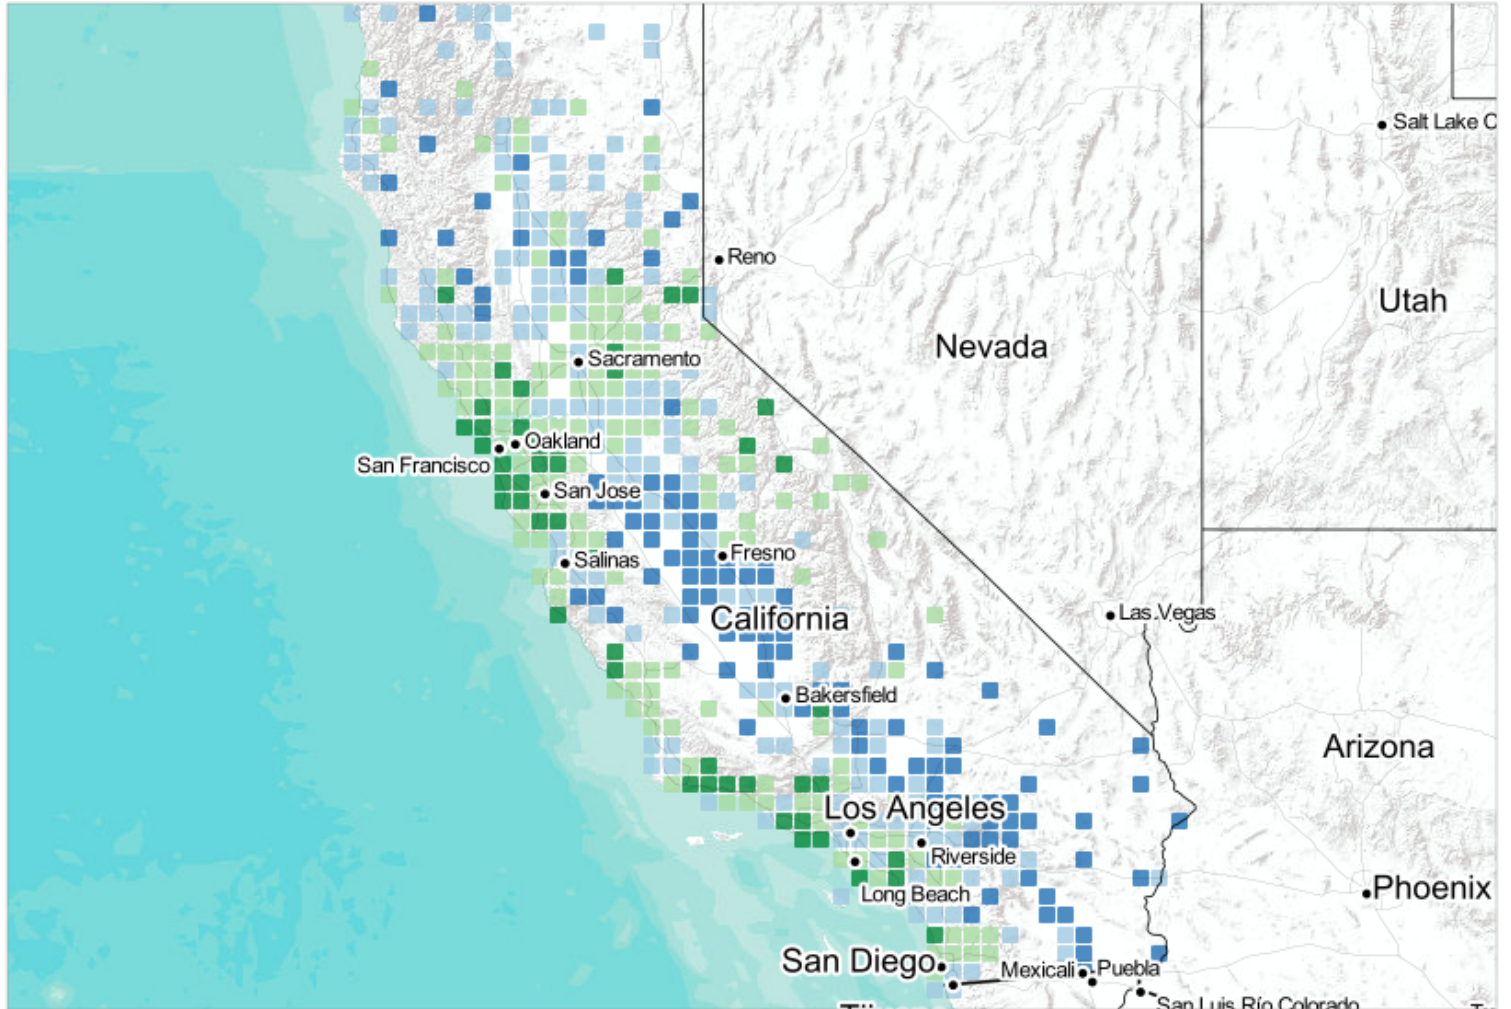 Salt Lake C
Reno
Utah
Nevada
Sacramento
Oakland
San Francisco
San Jose
Fresno
Salinas
California
Las Vegas
Bakersfield
Arizona
Los Angeles
Riverside
Long Beach
Phoenix
San Diego
Mexicali
Puebla
San Luis Río Colorado